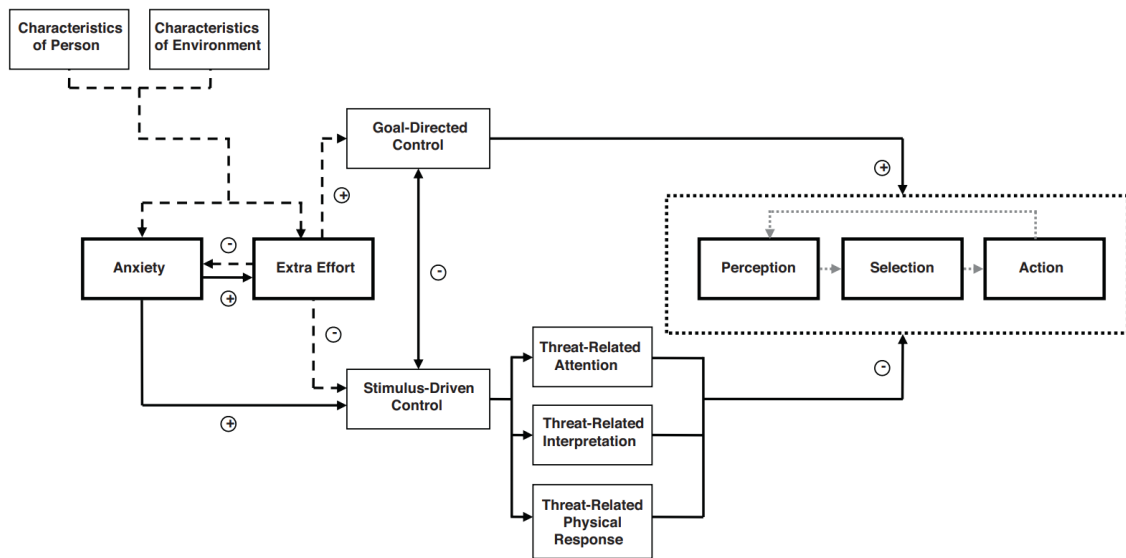 Characteristics
of Person
Characteristics
of Environment
Goal-Directed
Control
+
+
-
Anxiety
Extra Effort
+
-
-
Perception
Selection
Action
Threat-Related
Attention
-
Stimulus-Driven
Control
+
Threat-Related
Interpretation
Threat-Related
Physical
Response